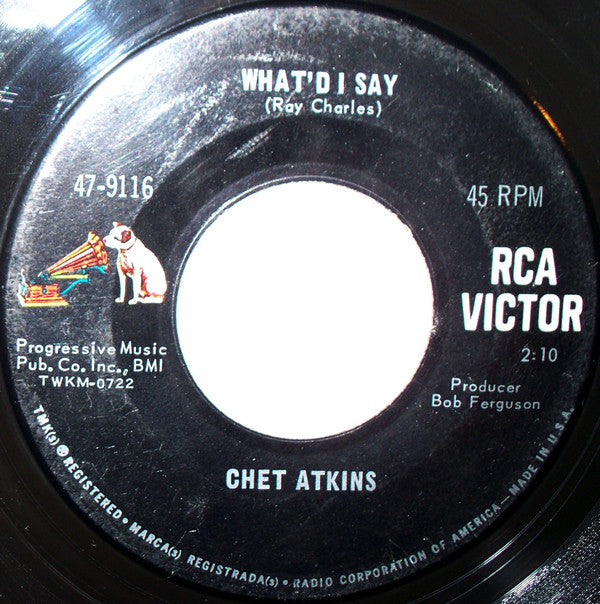 WHAT'D I SAY
(Ray Charles)
47-9116
45 RPM
RCA
VICTOR
2:10
Progressive Music
Pub. Co. Inc., BMI
TWKM-0722
Producer
Bob Ferguson
CHET ATKINS
TMK(s) ® REGISTERED • MARCA(s) REGISTRADA(s) • RADIO CORPORATION OF AMERICA—MADE IN U.S.A.